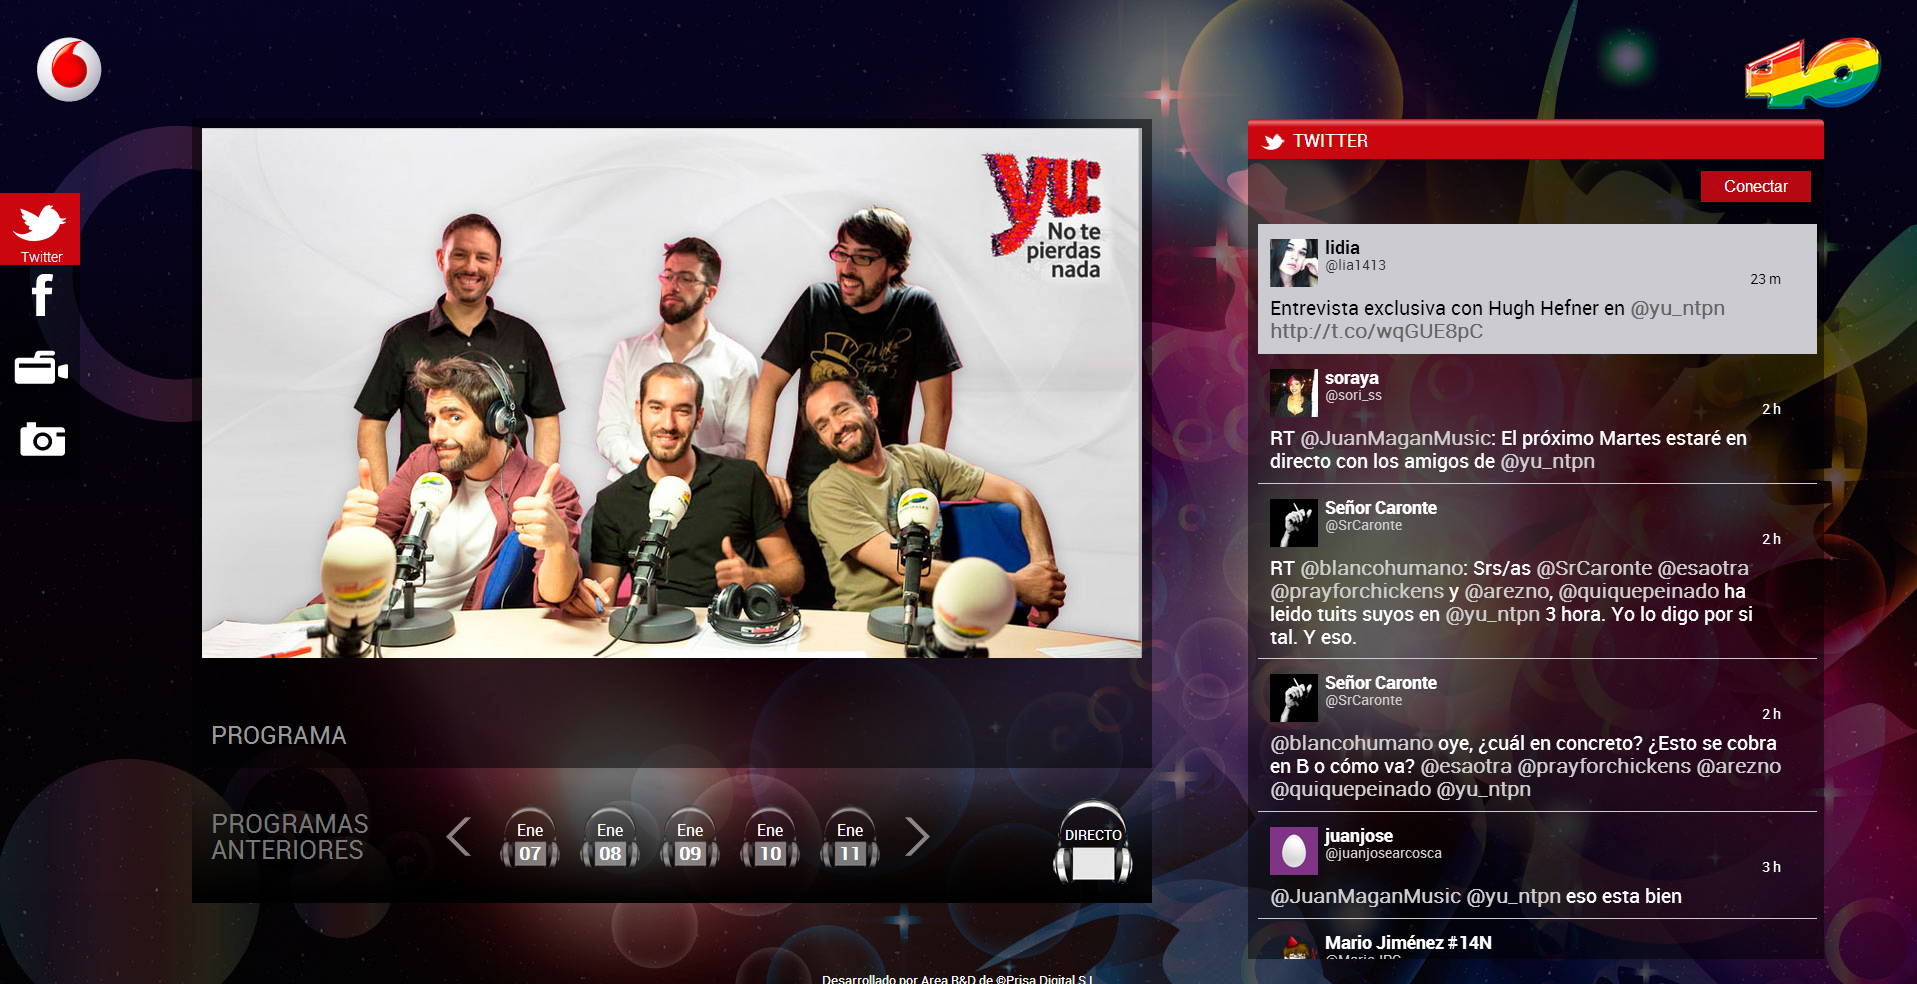 Twitter
yu:
No te
pierdas
nada
PROGRAMA
PROGRAMAS
ANTERIORES
Ene
07
Ene
08
Ene
09
Ene
10
Ene
11
DIRECTO
40
TWITTER
Conectar
lidia
@lia1413
23 m
Entrevista exclusiva con Hugh Hefner en @yu_ntpn
http://t.co/wqGUE8pC
soraya
@sori_ss
2 h
RT @JuanMaganMusic: El próximo Martes estaré en
directo con los amigos de @yu_ntpn
Señor Caronte
@SrCaronte
2 h
RT @blancohumano: Srs/as @SrCaronte @esaotra
@prayforchickens y @arezno, @quiquepeinado ha
leido tuits suyos en @yu_ntpn 3 hora. Yo lo digo por si
tal. Y eso.
Señor Caronte
@SrCaronte
2 h
@blancohumano oye, ¿cuál en concreto? ¿Esto se cobra
en B o cómo va? @esaotra @prayforchickens @arezno
@quiquepeinado @yu_ntpn
juanjose
@juanjosearcosca
3 h
@JuanMaganMusic @yu_ntpn eso esta bien
Mario Jiménez #14N
Desarrollado por Area R&D de ©Prisa Digital S.L